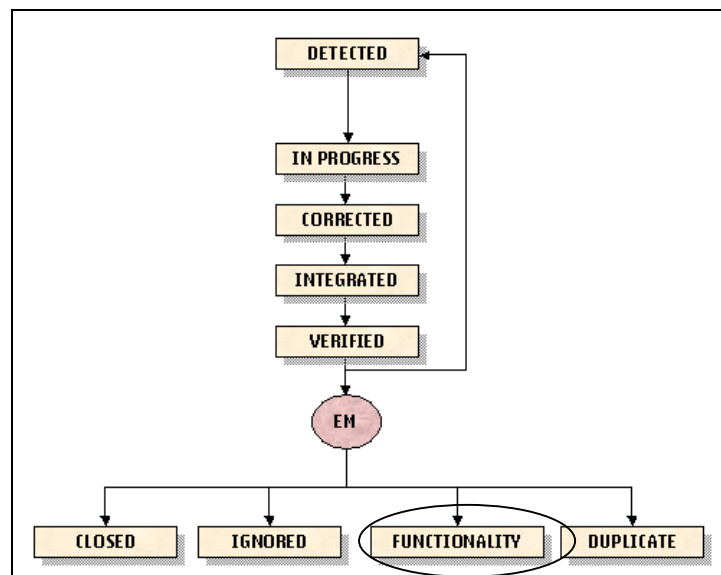 DETECTED
IN PROGRESS
CORRECTED
INTEGRATED
VERIFIED
EM
CLOSED IGNORED FUNCTIONALITY DUPLICATE